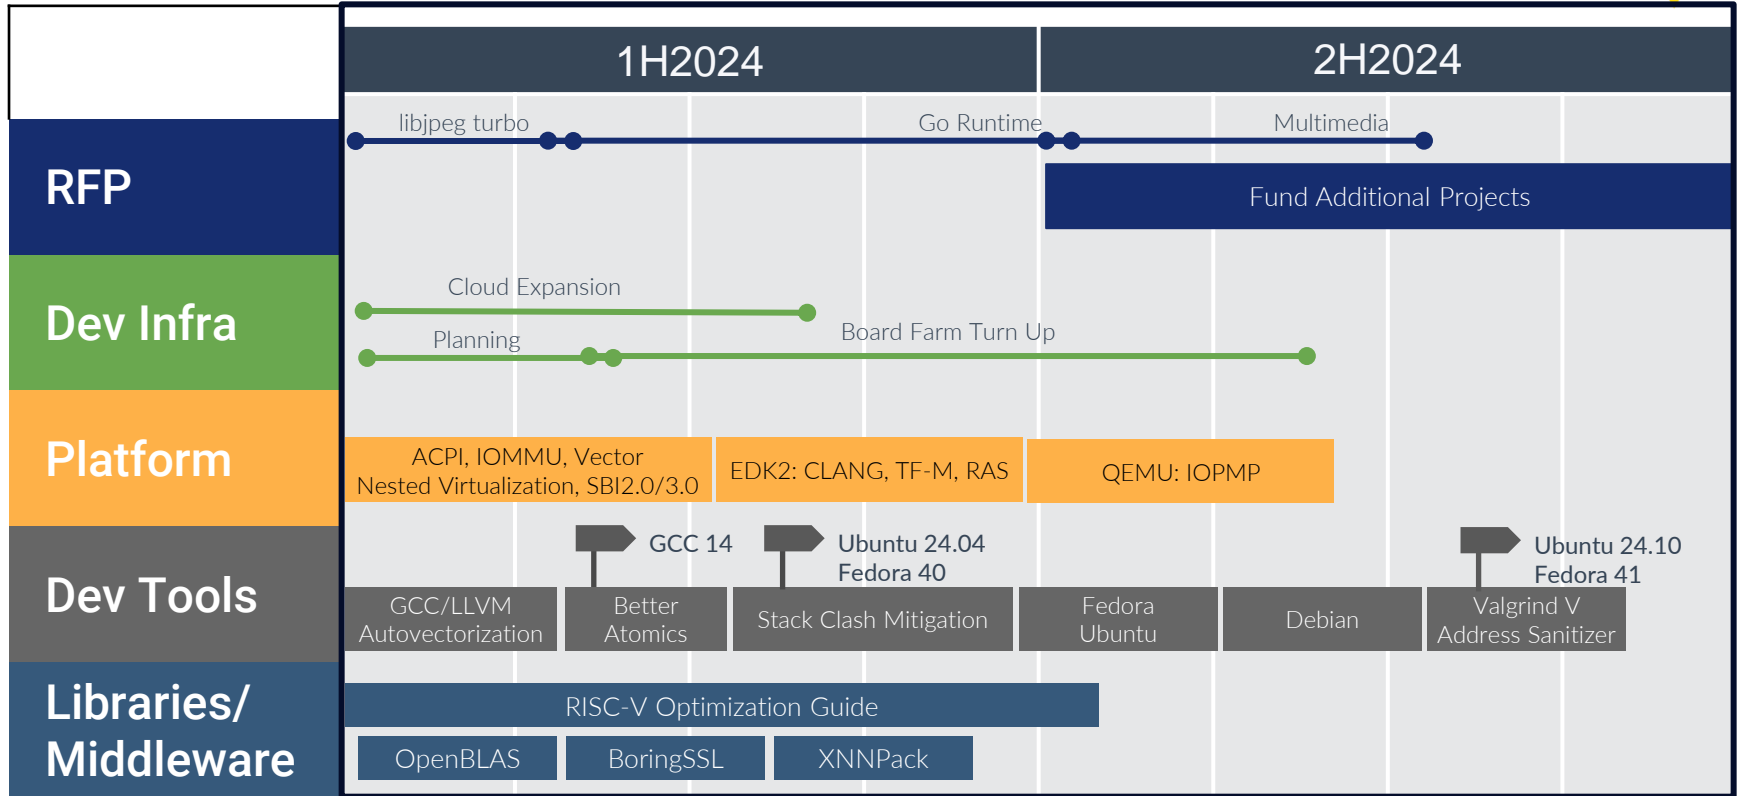 1H2024
2H2024
RFP
libjpeg turbo
Go Runtime
Multimedia
Fund Additional Projects
Dev Infra
Cloud Expansion
Planning
Board Farm Turn Up
Platform
ACPI, IOMMU, Vector
Nested Virtualization, SBI2.0/3.0
EDK2: CLANG, TF-M, RAS
QEMU: IOPMP
Dev Tools
GCC 14
Ubuntu 24.04
Fedora 40
Ubuntu 24.10
Fedora 41
GCC/LLVM
Autovectorization
Better
Atomics
Stack Clash Mitigation
Fedora
Ubuntu
Debian
Valgrind V
Address Sanitizer
Libraries/
Middleware
RISC-V Optimization Guide
OpenBLAS
BoringSSL
XNNPack